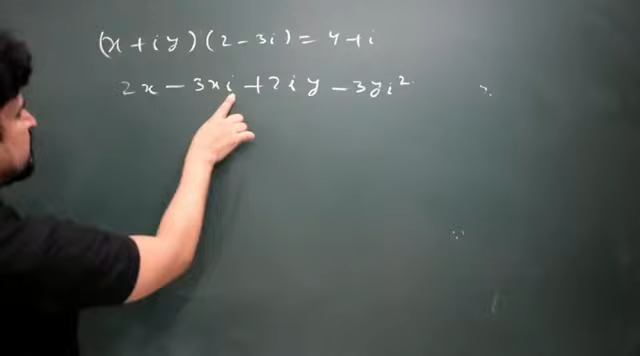 (x + iy)(2 - 3i) = 4 + i
2x - 3xi + 2iy - 3yi²